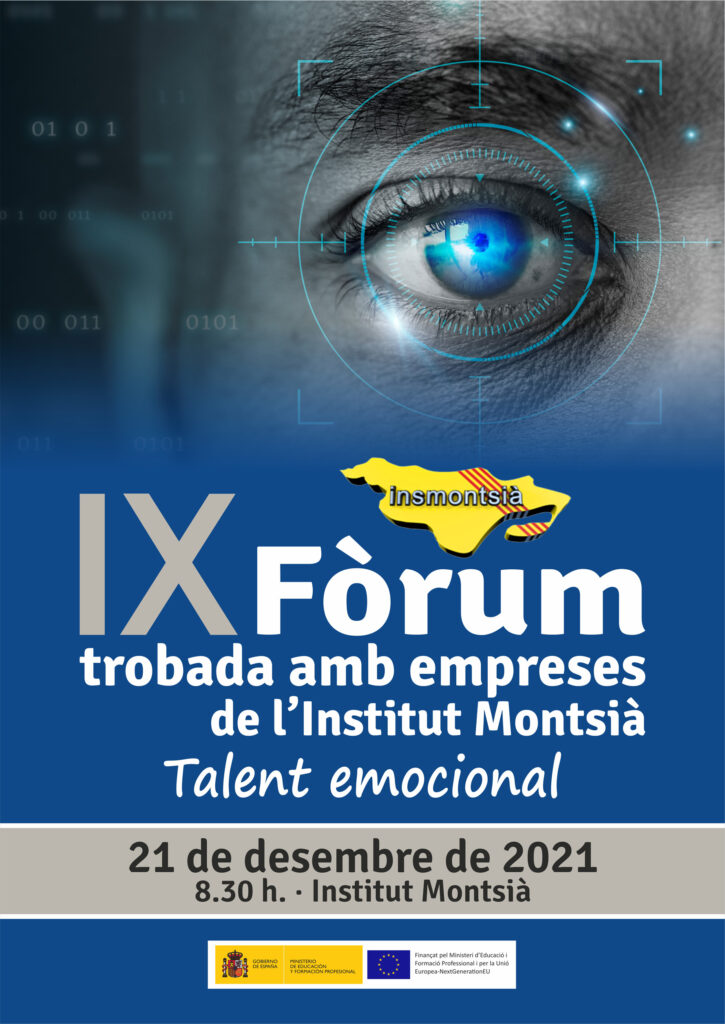 01 0 1
0 1 00 011 0101
00 011 0101
011 0101
insmontsià
IX Fòrum
trobada amb empreses
de l’Institut Montsià
Talent emocional
21 de desembre de 2021
8.30 h. · Institut Montsià
GOBIERNO
DE ESPAÑA
MINISTERIO
DE EDUCACIÓN
Y FORMACIÓN PROFESIONAL
Finançat pel Ministeri d’Educació i
Formació Professional i per la Unió
Europea-NextGenerationEU